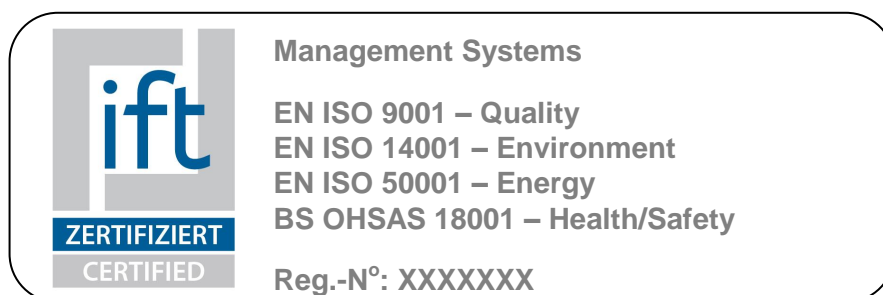 ift
ZERTIFIZIERT
CERTIFIED
Management Systems
EN ISO 9001 – Quality
EN ISO 14001 – Environment
EN ISO 50001 – Energy
BS OHSAS 18001 – Health/Safety
Reg.-Nº: XXXXXXX